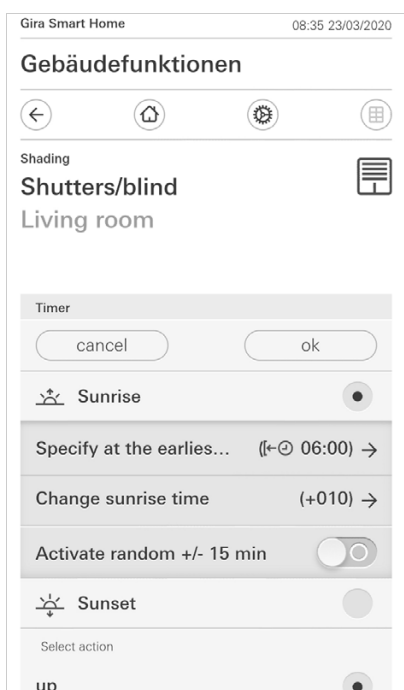 Gira Smart Home 08:35 23/03/2020
Gebäudefunktionen
Shading
Shutters/blind
Living room
Timer
cancel ok
Sunrise
Specify at the earlies... ([←🕘 06:00) →
Change sunrise time (+010) →
Activate random +/- 15 min
Sunset
Select action
up